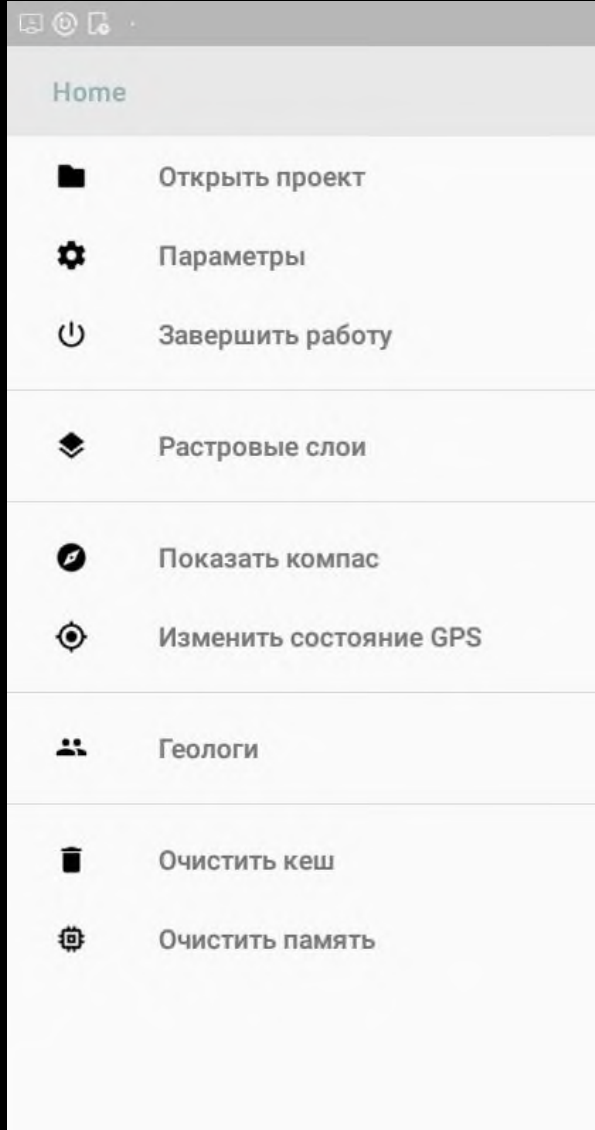 Home
Открыть проект
Параметры
Завершить работу
Растровые слои
Показать компас
Изменить состояние GPS
Геологи
Очистить кеш
Очистить память